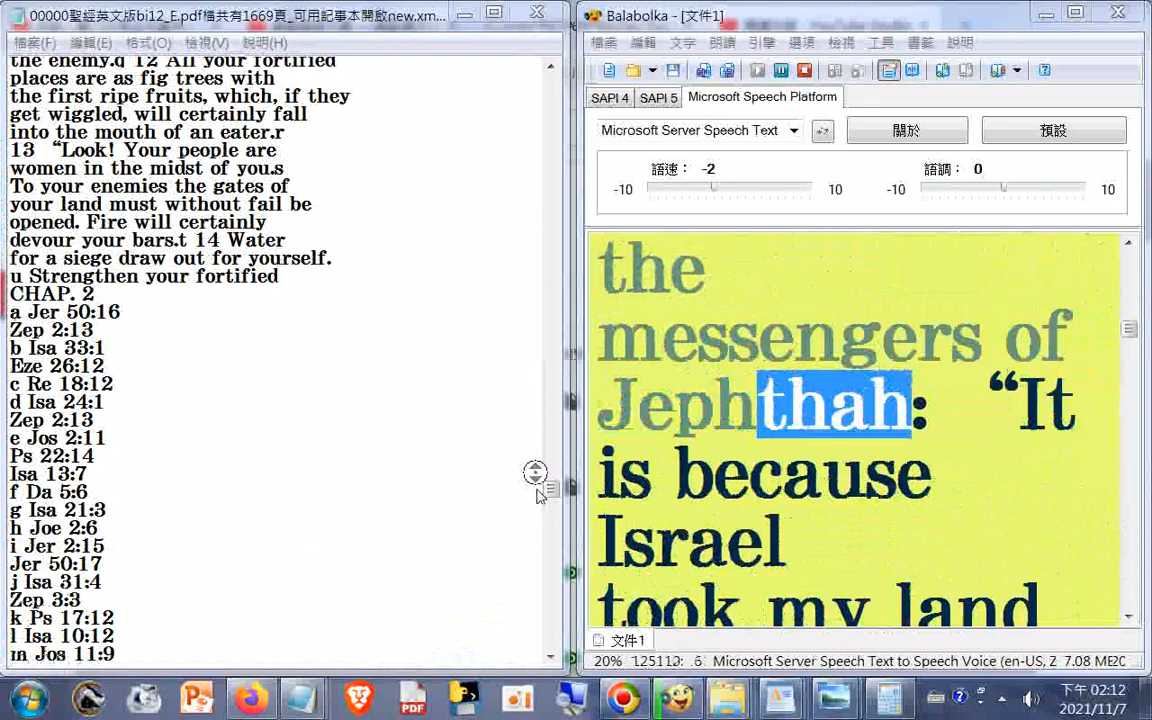 00000聖經英文版bi12_E.pdf檔共有1669頁_可用記事本開啟new.xm...
檔案(F) 編輯(E) 格式(O) 檢視(V) 說明(H)
the enemy.q 12 All your fortified
places are as fig trees with
the first ripe fruits, which, if they
get wiggled, will certainly fall
into the mouth of an eater.r
13 “Look! Your people are
women in the midst of you.s
To your enemies the gates of
your land must without fail be
opened. Fire will certainly
devour your bars.t 14 Water
for a siege draw out for yourself.
u Strengthen your fortified
CHAP. 2
a Jer 50:16
Zep 2:13
b Isa 33:1
Eze 26:12
c Re 18:12
d Isa 24:1
Zep 2:13
e Jos 2:11
Ps 22:14
Isa 13:7
f Da 5:6
g Isa 21:3
h Joe 2:6
i Jer 2:15
Jer 50:17
j Isa 31:4
Zep 3:3
k Ps 17:12
l Isa 10:12
m Jos 11:9
Balabolka - [文件1]
檔案 編輯 文字 朗讀 引擎 選項 檢視 工具 書籤 說明
SAPI 4 SAPI 5 Microsoft Speech Platform
Microsoft Server Speech Text 關於 預設
語速： -2 語調： 0
-10 10 -10 10
the
messengers of
Jephthah: “It
is because
Israel
took my land
文件1
20% Microsoft Server Speech Text to Speech Voice (en-US, Z 7.08
PDF
下午 02:12
2021/11/7